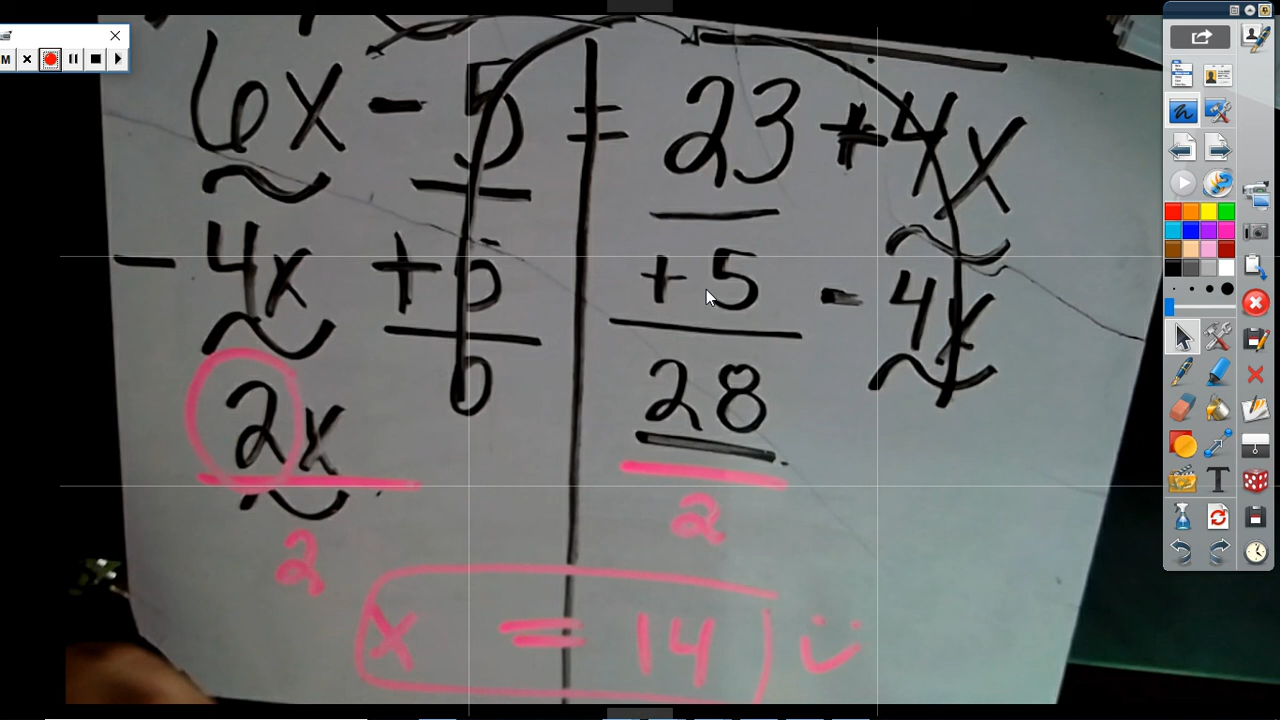 M
6x - 5 = 23 + 4x
- 4x + 5 + 5 - 4x
2x 0 28
2 2
x = 14
T